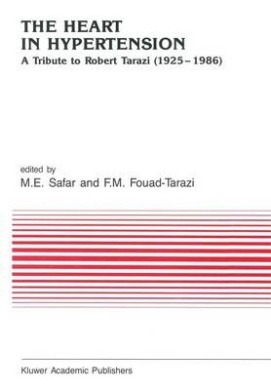 THE HEART
IN HYPERTENSION
A Tribute to Robert Tarazi (1925–1986)
edited by
M.E. Safar and F.M. Fouad-Tarazi
Kluwer Academic Publishers